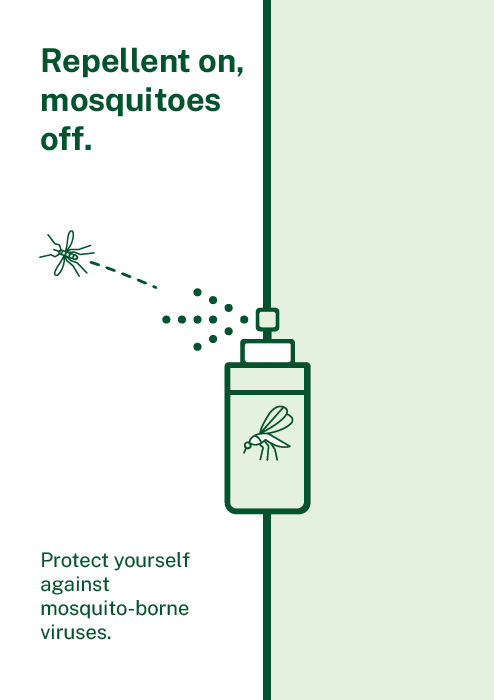 Repellent on,
mosquitoes
off.
Protect yourself
against
mosquito-borne
viruses.